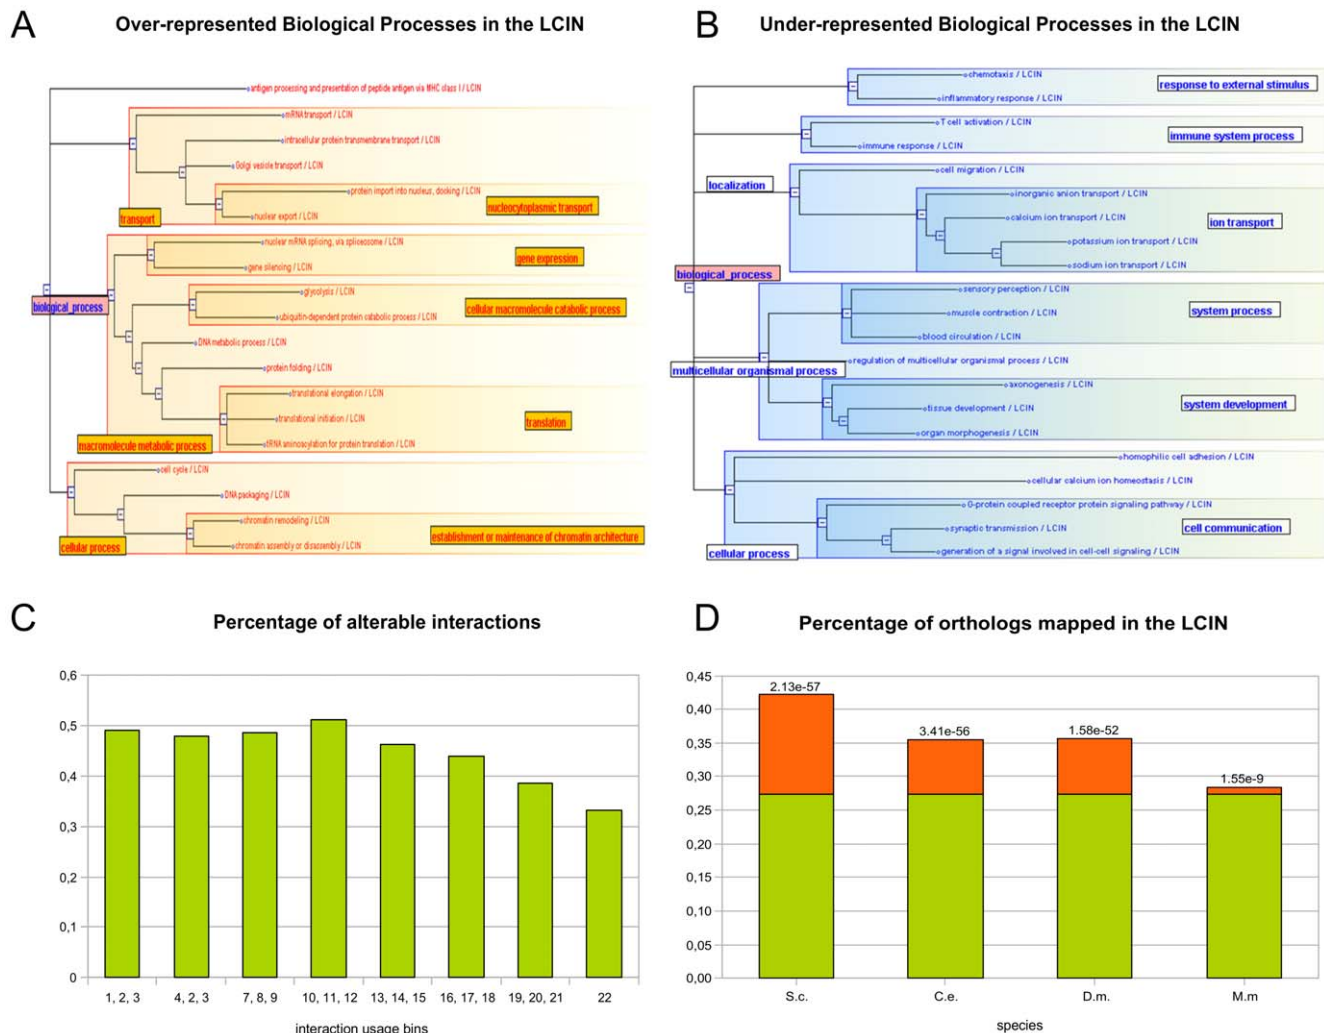 A
Over-represented Biological Processes in the LCIN
antigen processing and presentation of peptide antigen via MHC class I / LCIN
mRNA transport / LCIN
intracellular protein transmembrane transport / LCIN
Golgi vesicle transport / LCIN
protein import into nucleus, docking / LCIN
nucleocytoplasmic transport
nuclear export / LCIN
transport
nuclear mRNA splicing, via spliceosome / LCIN
gene expression
gene silencing / LCIN
glycolysis / LCIN
biological_process
cellular macromolecule catabolic process
ubiquitin-dependent protein catabolic process / LCIN
DNA metabolic process / LCIN
protein folding / LCIN
translational elongation / LCIN
translational initiation / LCIN
translation
macromolecule metabolic process
tRNA aminoacylation for protein translation / LCIN
cell cycle / LCIN
DNA packaging / LCIN
chromatin remodeling / LCIN
establishment or maintenance of chromatin architecture
cellular process
chromatin assembly or disassembly / LCIN
B
Under-represented Biological Processes in the LCIN
chemotaxis / LCIN
response to external stimulus
inflammatory response / LCIN
T cell activation / LCIN
immune system process
immune response / LCIN
cell migration / LCIN
localization
inorganic anion transport / LCIN
calcium ion transport / LCIN
ion transport
potassium ion transport / LCIN
sodium ion transport / LCIN
biological_process
sensory perception / LCIN
system process
muscle contraction / LCIN
blood circulation / LCIN
regulation of multicellular organismal process / LCIN
multicellular organismal process
axonogenesis / LCIN
system development
tissue development / LCIN
organ morphogenesis / LCIN
homophilic cell adhesion / LCIN
cellular calcium ion homeostasis / LCIN
G-protein coupled receptor protein signaling pathway / LCIN
cell communication
synaptic transmission / LCIN
cellular process
generation of a signal involved in cell-cell signaling / LCIN
C
Percentage of alterable interactions
0,6
0,5
0,4
0,3
0,2
0,1
0
1, 2, 3
4, 2, 3
7, 8, 9
10, 11, 12
13, 14, 15
16, 17, 18
19, 20, 21
22
interaction usage bins
D
Percentage of orthologs mapped in the LCIN
0,45
0,40
0,35
0,30
0,25
0,20
0,15
0,10
0,05
0,00
2.13e-57
3.41e-56
1.58e-52
1.55e-9
S.c.
C.e.
D.m.
M.m
species